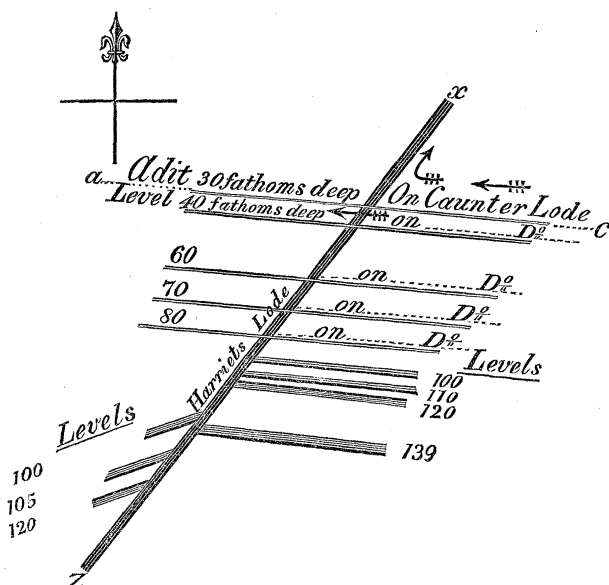 x
a Adit 30 fathoms deep On Caunter Lode C
Level 40 fathoms deep on Do
60 on Do
70 on Do
80 on Do
Harriets Lode
Levels
100
110
120
139
Levels
100
105
120
Z